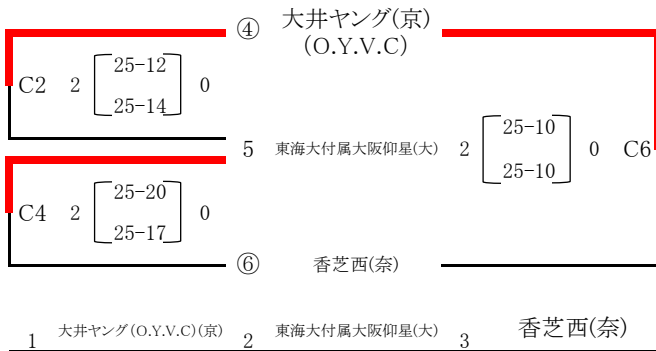 ④ 大井ヤング(京)
(O.Y.V.C)
C2 2 25-12 0
25-14
5 東海大付属大阪仰星(大) 2 25-10 0 C6
25-10
C4 2 25-20 0
25-17
⑥ 香芝西(奈)
1 大井ヤング(O.Y.V.C)(京) 2 東海大付属大阪仰星(大) 3 香芝西(奈)